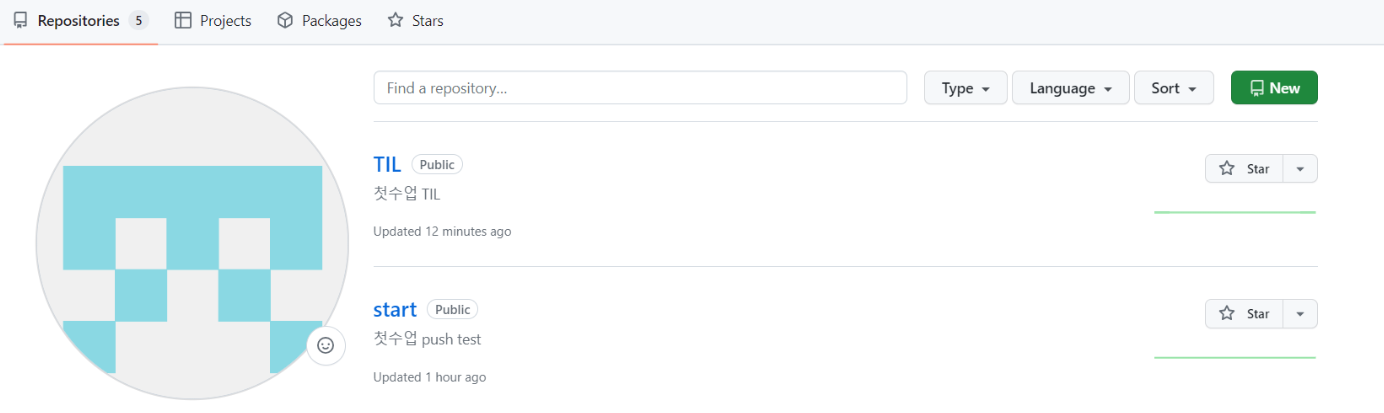 Repositories 5 Projects Packages Stars
Find a repository... Type Language Sort New
TIL Public Star
첫수업 TIL
Updated 12 minutes ago
start Public Star
첫수업 push test
Updated 1 hour ago